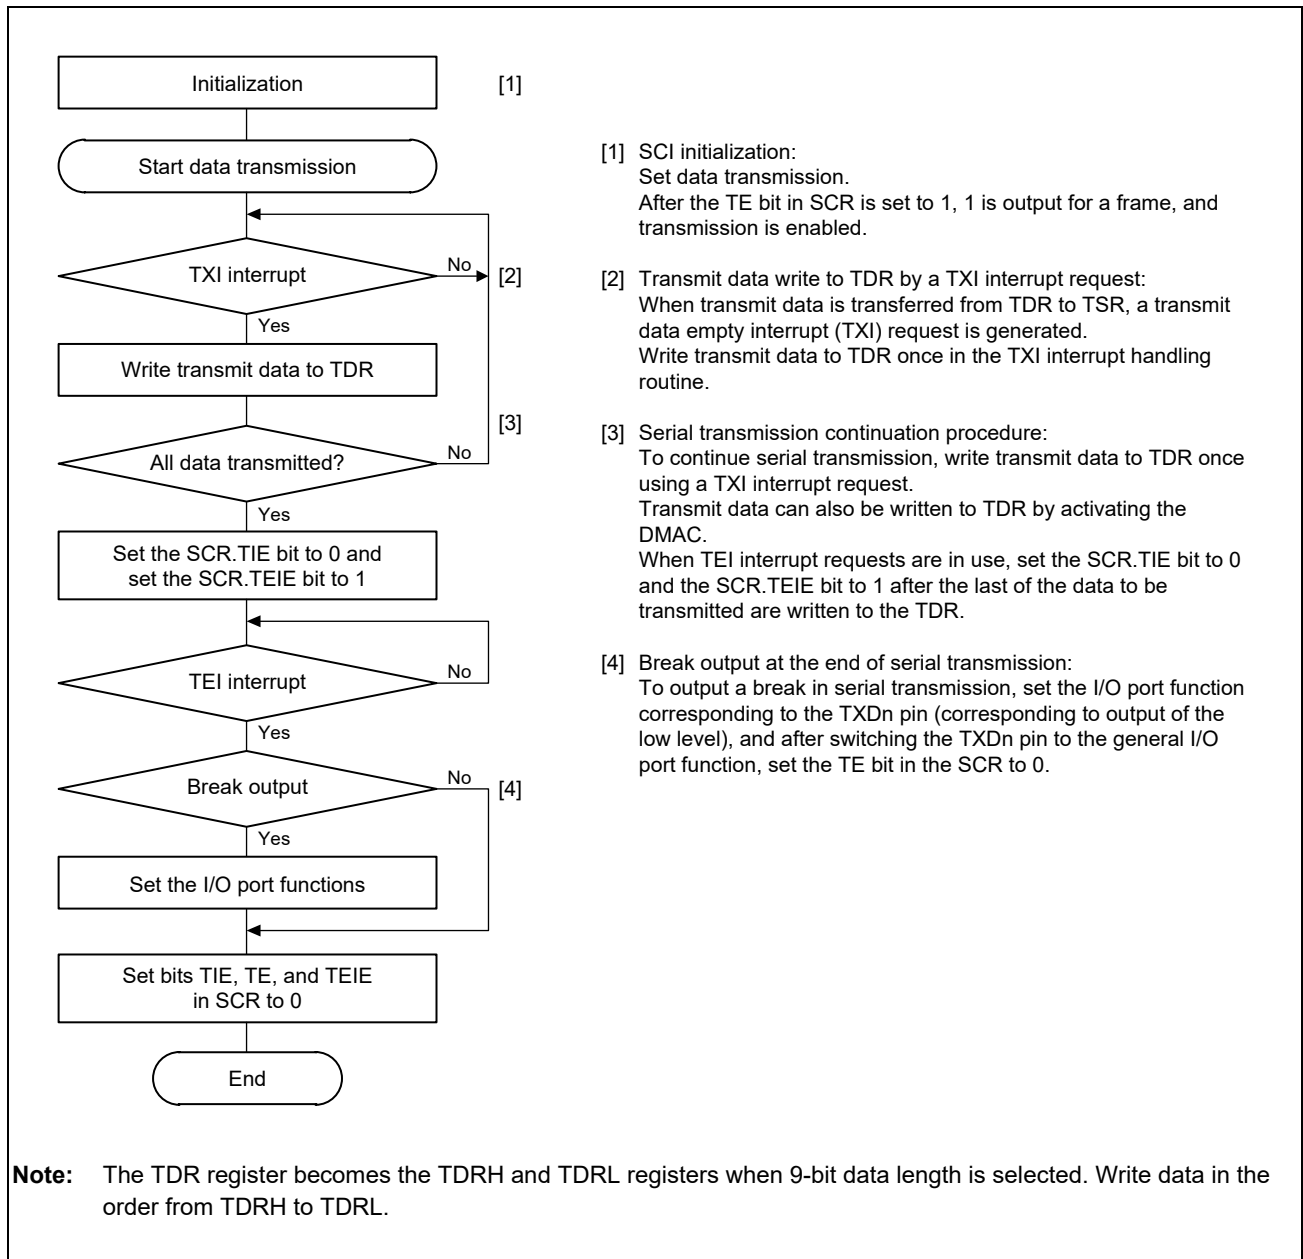 Initialization
[1]
Start data transmission
TXI interrupt
No
[2]
Yes
Write transmit data to TDR
[3]
All data transmitted?
No
Yes
Set the SCR.TIE bit to 0 and
set the SCR.TEIE bit to 1
TEI interrupt
No
Yes
Break output
No
[4]
Yes
Set the I/O port functions
Set bits TIE, TE, and TEIE
in SCR to 0
End
[1] SCI initialization:
Set data transmission.
After the TE bit in SCR is set to 1, 1 is output for a frame, and
transmission is enabled.
[2] Transmit data write to TDR by a TXI interrupt request:
When transmit data is transferred from TDR to TSR, a transmit
data empty interrupt (TXI) request is generated.
Write transmit data to TDR once in the TXI interrupt handling
routine.
[3] Serial transmission continuation procedure:
To continue serial transmission, write transmit data to TDR once
using a TXI interrupt request.
Transmit data can also be written to TDR by activating the
DMAC.
When TEI interrupt requests are in use, set the SCR.TIE bit to 0
and the SCR.TEIE bit to 1 after the last of the data to be
transmitted are written to the TDR.
[4] Break output at the end of serial transmission:
To output a break in serial transmission, set the I/O port function
corresponding to the TXDn pin (corresponding to output of the
low level), and after switching the TXDn pin to the general I/O
port function, set the TE bit in the SCR to 0.
Note: The TDR register becomes the TDRH and TDRL registers when 9-bit data length is selected. Write data in the
order from TDRH to TDRL.